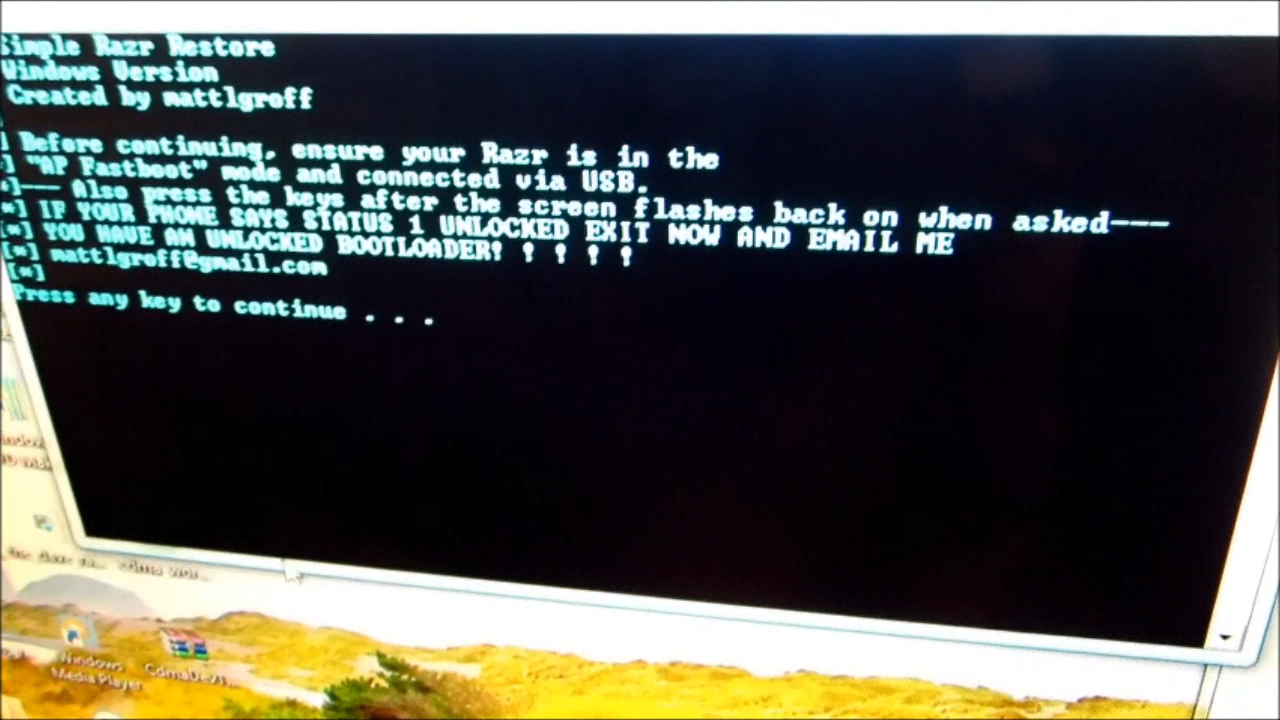 Simple Razr Restore
Windows Version
Created by mattlgroff
] Before continuing, ensure your Razr is in the
] "AP Fastboot" mode and connected via USB.
*]--- Also press the keys after the screen flashes back on when asked---
[*] IF YOUR PHONE SAYS STATUS 1 UNLOCKED EXIT NOW AND EMAIL ME
[*] YOU HAVE AN UNLOCKED BOOTLOADER! ! ! ! !
[*] mattlgroff@gmail.com
[*]
Press any key to continue . . .
Windows
Media Player
CdmaDevT...